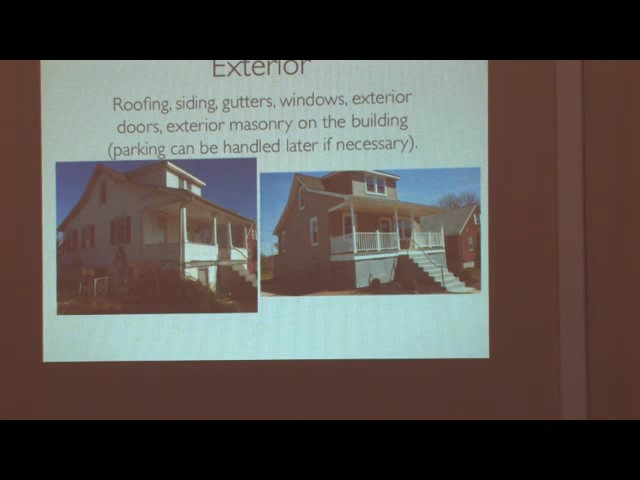 Exterior
Roofing, siding, gutters, windows, exterior
doors, exterior masonry on the building
(parking can be handled later if necessary).